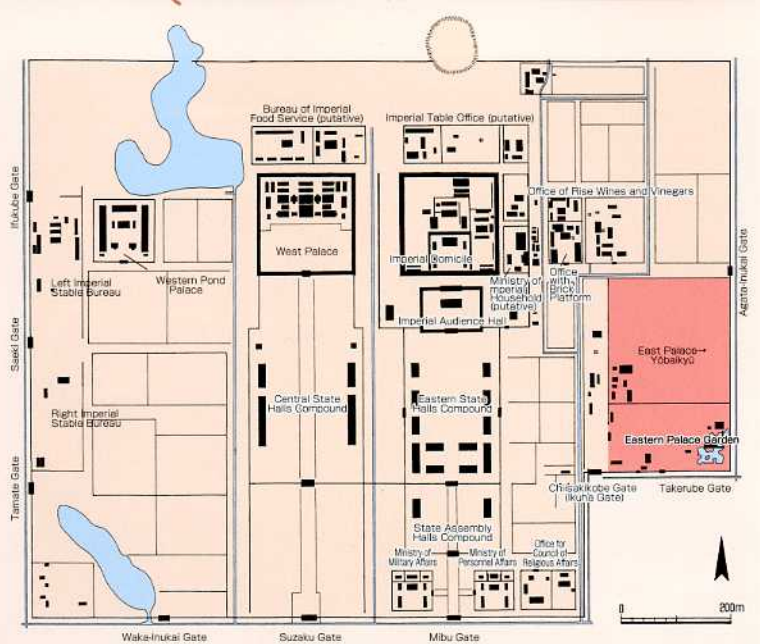 Bureau of Imperial
Food Service (putative)
Imperial Table Office (putative)
Ifukube Gate
Office of Rise Wines and Vinegars
West Palace
Imperial Domicile
Agata-Inukai Gate
Left Imperial
Stable Bureau
Western Pond
Palace
Ministry of
Imperial
Household
(putative)
Office
with
Brick
Platform
Imperial Audience Hall
Saeki Gate
East Palace→
Yōbaikyū
Central State
Halls Compound
Eastern State
Halls Compound
Right Imperial
Stable Bureau
Eastern Palace Garden
Tamate Gate
Chiisakikobe Gate
(Ikuha Gate)
Takerube Gate
State Assembly
Halls Compound
Ministry of
Military Affairs
Ministry of
Personnel Affairs
Office for
Council of
Religious Affairs
0 200m
Waka-Inukai Gate
Suzaku Gate
Mibu Gate